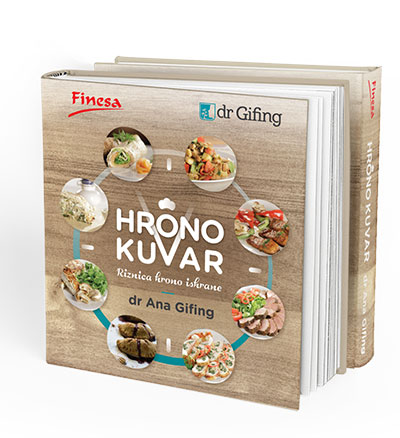 Finesa
dr Gifing
HRONO
KUVAR
Riznica hrono ishrane
dr Ana Gifing
Finesa
HRONO KUVAR
dr Ana Gifing